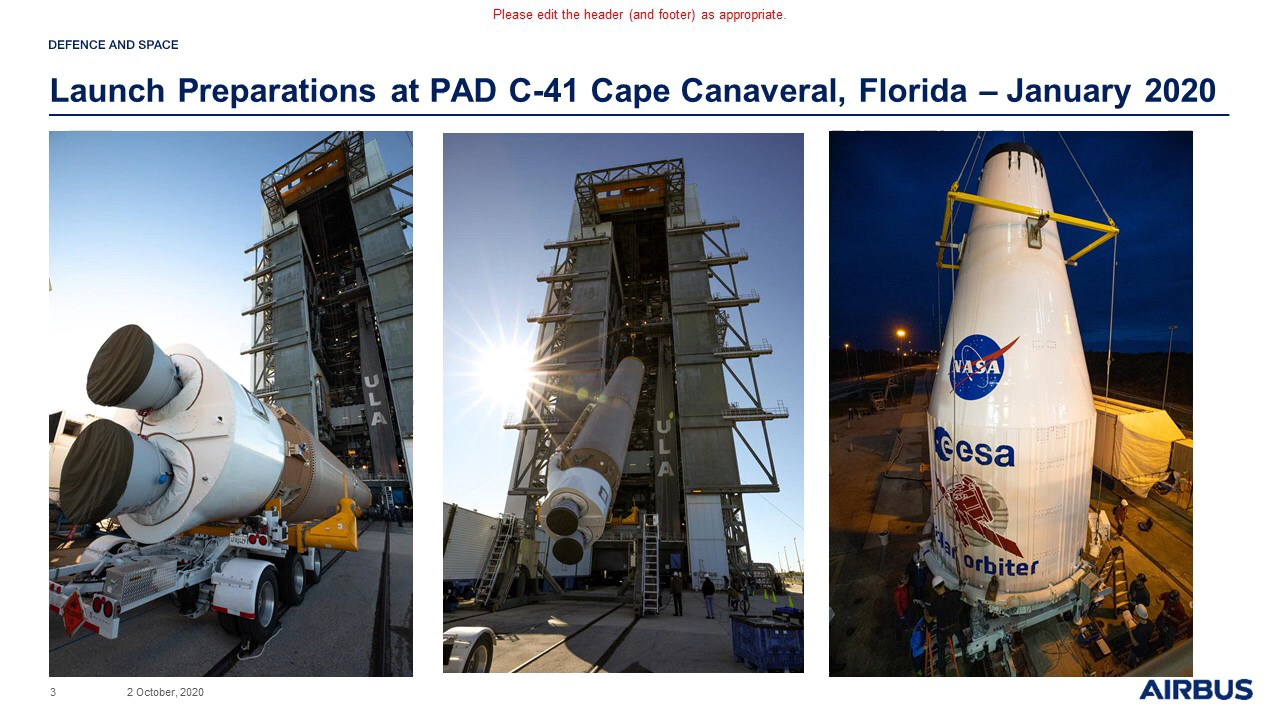 Please edit the header (and footer) as appropriate.
DEFENCE AND SPACE
Launch Preparations at PAD C-41 Cape Canaveral, Florida – January 2020
ULA
ULA
NASA
esa
orbiter
3
2 October, 2020
AIRBUS